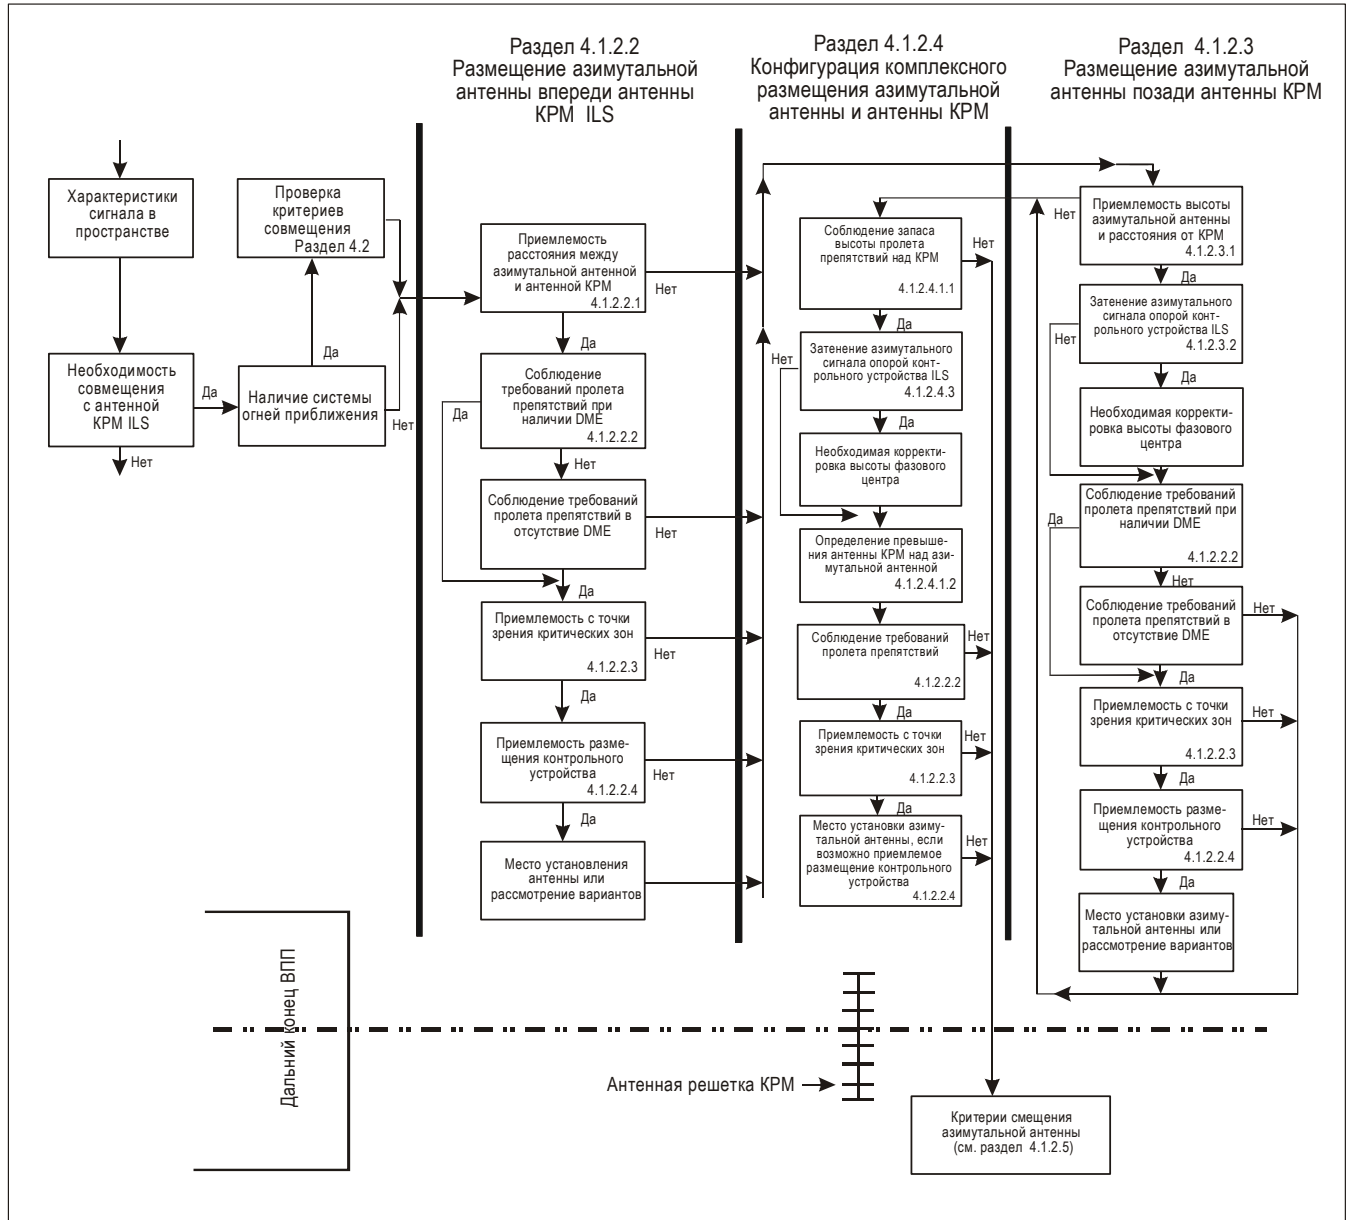 Раздел 4.1.2.2
Размещение азимутальной
антенны впереди антенны
КРМ ILS
Раздел 4.1.2.4
Конфигурация комплексного
размещения азимутальной
антенны и антенны КРМ
Раздел 4.1.2.3
Размещение азимутальной
антенны позади антенны КРМ
Характеристики
сигнала в
пространстве
Необходимость
совмещения
с антенной
КРМ ILS
Да
Нет
Проверка
критериев
совмещения
Раздел 4.2
Да
Наличие системы
огней приближения
Нет
Приемлемость
расстояния между
азимутальной антенной
и антенной КРМ
4.1.2.2.1
Нет
Да
Соблюдение
требований пролета
препятствий при
наличии DME
4.1.2.2.2
Да
Нет
Соблюдение требований
пролета препятствий в
отсутствие DME
Нет
Да
Приемлемость с точки
зрения критических зон
4.1.2.2.3
Нет
Да
Приемлемость разме-
щения контрольного
устройства
4.1.2.2.4
Нет
Да
Место установления
антенны или
рассмотрение вариантов
Соблюдение запаса
высоты пролета
препятствий над КРМ
4.1.2.4.1.1
Нет
Да
Затенение азимутального
сигнала опорой конт-
рольного устройства ILS
4.1.2.4.3
Нет
Да
Необходимая корректи-
ровка высоты фазового
центра
Определение превыше-
ния антенны КРМ над ази-
мутальной антенной
4.1.2.4.1.2
Соблюдение требований
пролета препятствий
4.1.2.2.2
Нет
Да
Приемлемость с точки
зрения критических зон
4.1.2.2.3
Нет
Да
Место установки азиму-
тальной антенны, если
возможно приемлемое
размещение контрольного
устройства
4.1.2.2.4
Нет
Приемлемость высоты
азимутальной антенны
и расстояния от КРМ
4.1.2.3.1
Нет
Да
Затенение азимутального
сигнала опорой конт-
рольного устройства ILS
4.1.2.3.2
Нет
Да
Необходимая корректи-
ровка высоты фазового
центра
Соблюдение требований
пролета препятствий при
наличии DME
4.1.2.2.2
Да
Нет
Соблюдение требований
пролета препятствий в
отсутствие DME
Нет
Да
Приемлемость с точки
зрения критических зон
4.1.2.2.3
Нет
Да
Приемлемость разме-
щения контрольного
устройства
4.1.2.2.4
Нет
Да
Место установки азиму-
тальной антенны или
рассмотрение вариантов
Дальний конец ВПП
Антенная решетка КРМ
Критерии смещения
азимутальной антенны
(см. раздел 4.1.2.5)